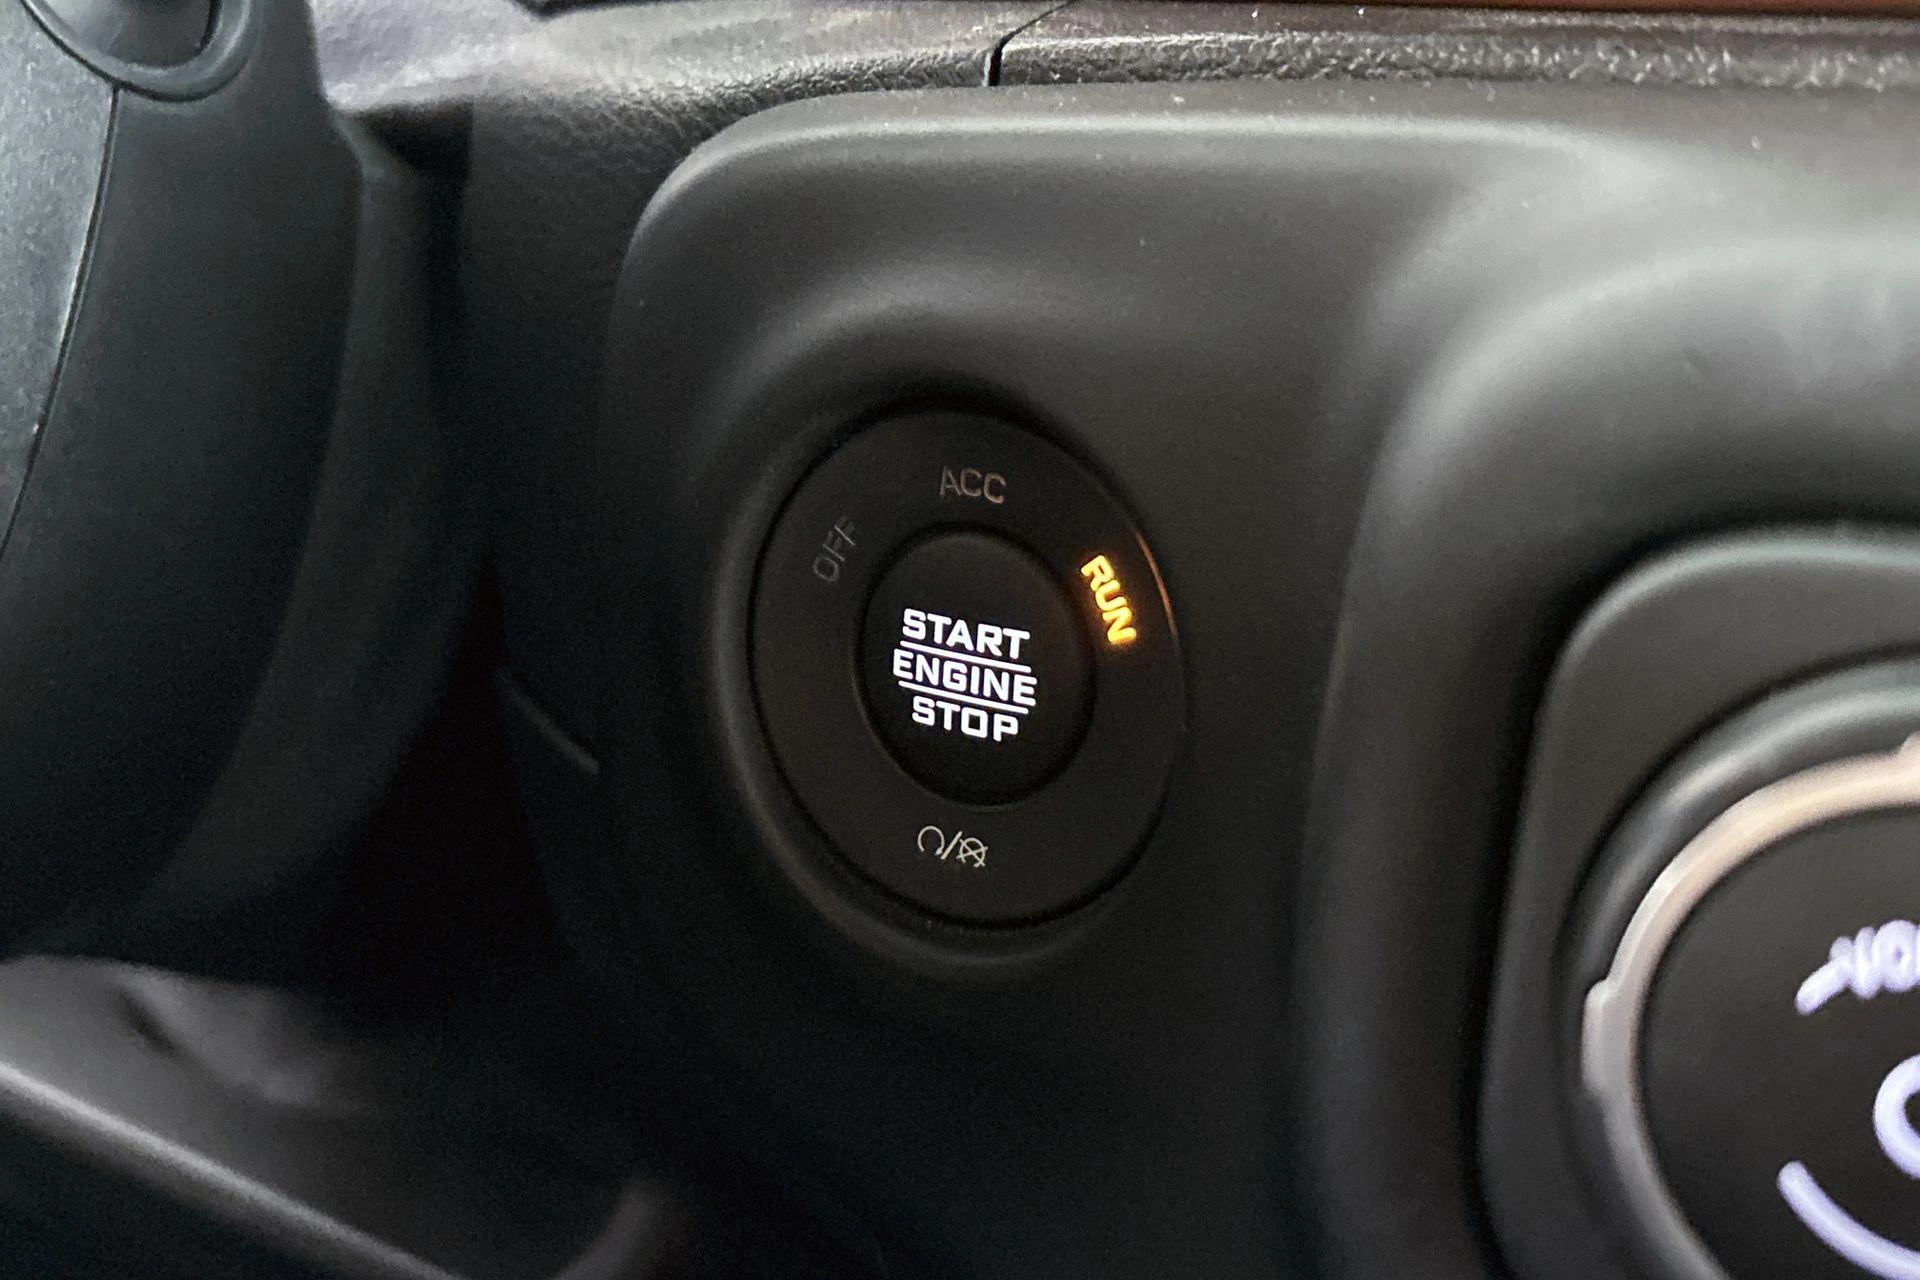 ACC
OFF
RUN
START
ENGINE
STOP